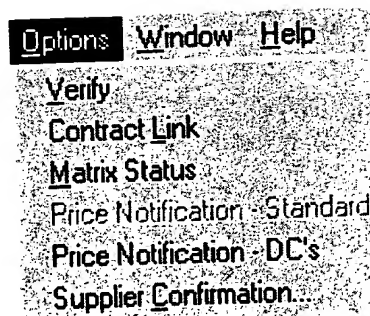 Options Window Help
Verify
Contract Link
Matrix Status
Price Notification - Standard
Price Notification - DC's
Supplier Confirmation...